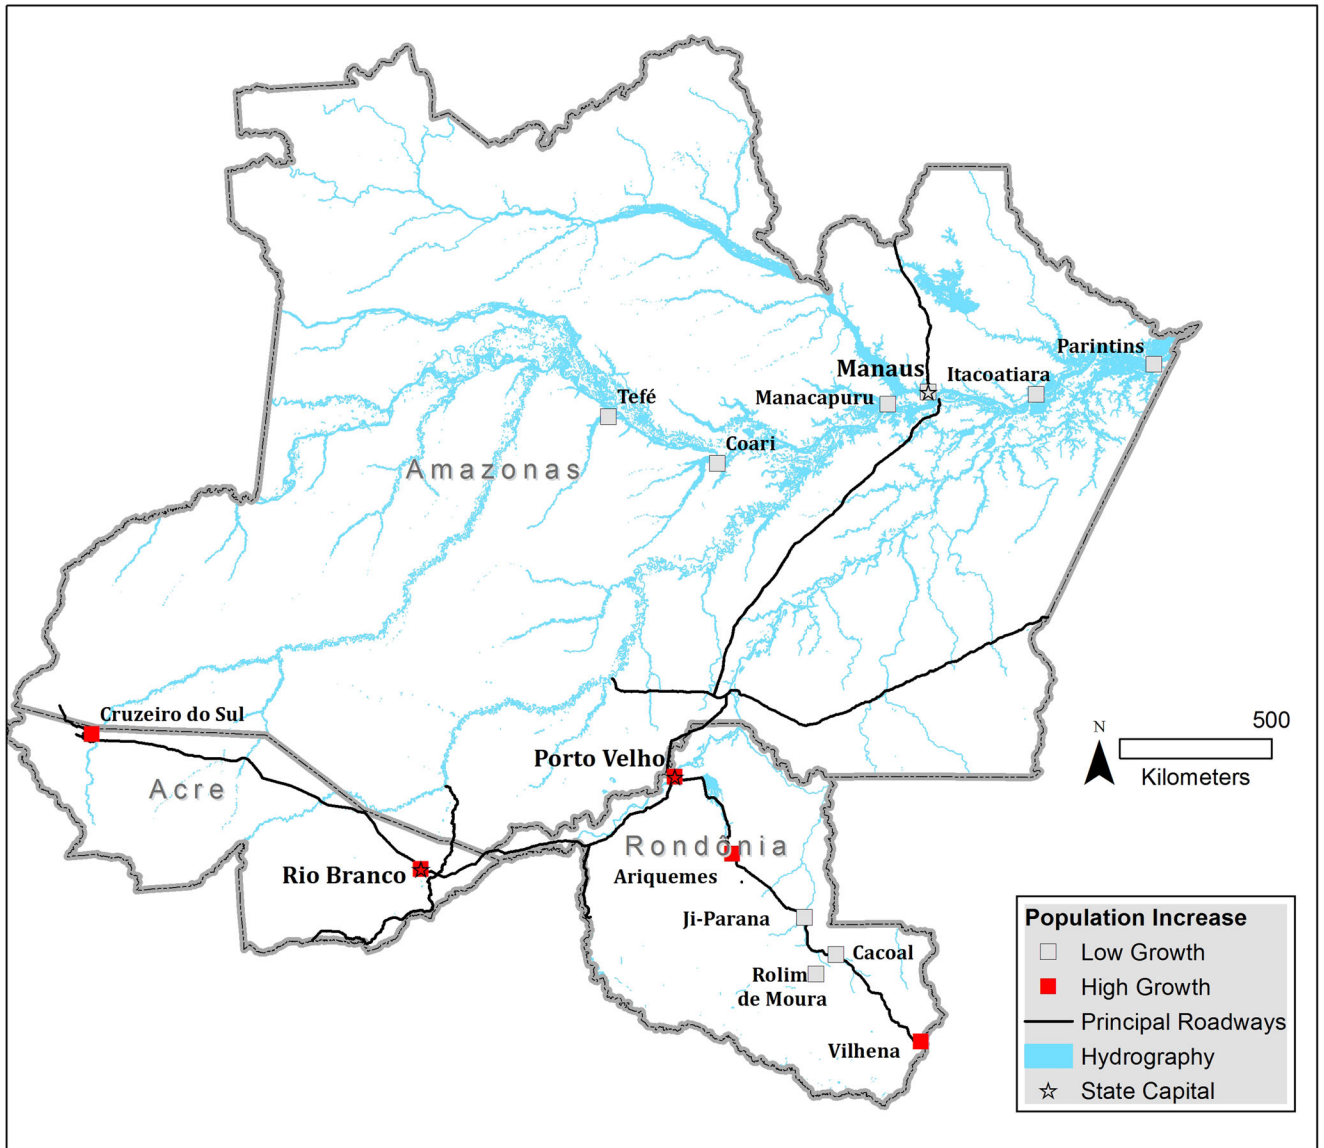 Parintins
Manaus
Itacoatiara
Manacapuru
Tefé
Coari
Amazonas
Cruzeiro do Sul
N
500
Kilometers
Porto Velho
Acre
Rondônia
Rio Branco
Ariquemes
Ji-Parana
Cacoal
Rolim
de Moura
Vilhena
Population Increase
Low Growth
High Growth
Principal Roadways
Hydrography
State Capital